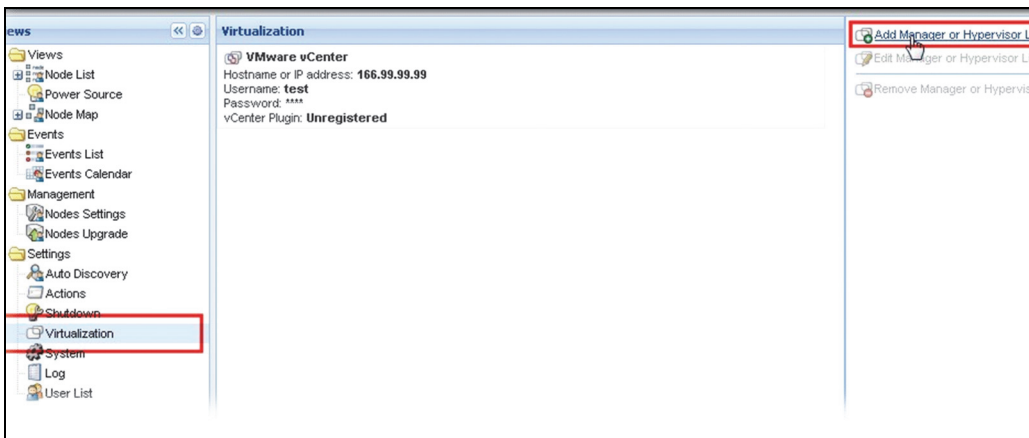 ews
Views
Node List
Power Source
Node Map
Events
Events List
Events Calendar
Management
Nodes Settings
Nodes Upgrade
Settings
Auto Discovery
Actions
Shutdown
Virtualization
System
Log
User List
Virtualization
VMware vCenter
Hostname or IP address: 166.99.99.99
Username: test
Password: ****
vCenter Plugin: Unregistered
Add Manager or Hypervisor L
Edit Manager or Hypervisor L
Remove Manager or Hypervis